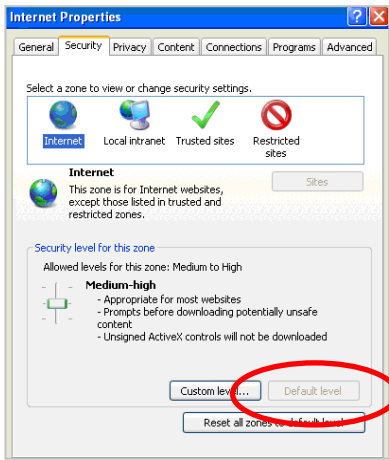 Internet Properties
General Security Privacy Content Connections Programs Advanced
Select a zone to view or change security settings.
Internet Local intranet Trusted sites Restricted
sites
Internet
This zone is for Internet websites,
except those listed in trusted and
restricted zones.
Sites
Security level for this zone
Allowed levels for this zone: Medium to High
Medium-high
- Appropriate for most websites
- Prompts before downloading potentially unsafe
content
- Unsigned ActiveX controls will not be downloaded
Custom level... Default level
Reset all zones to default level